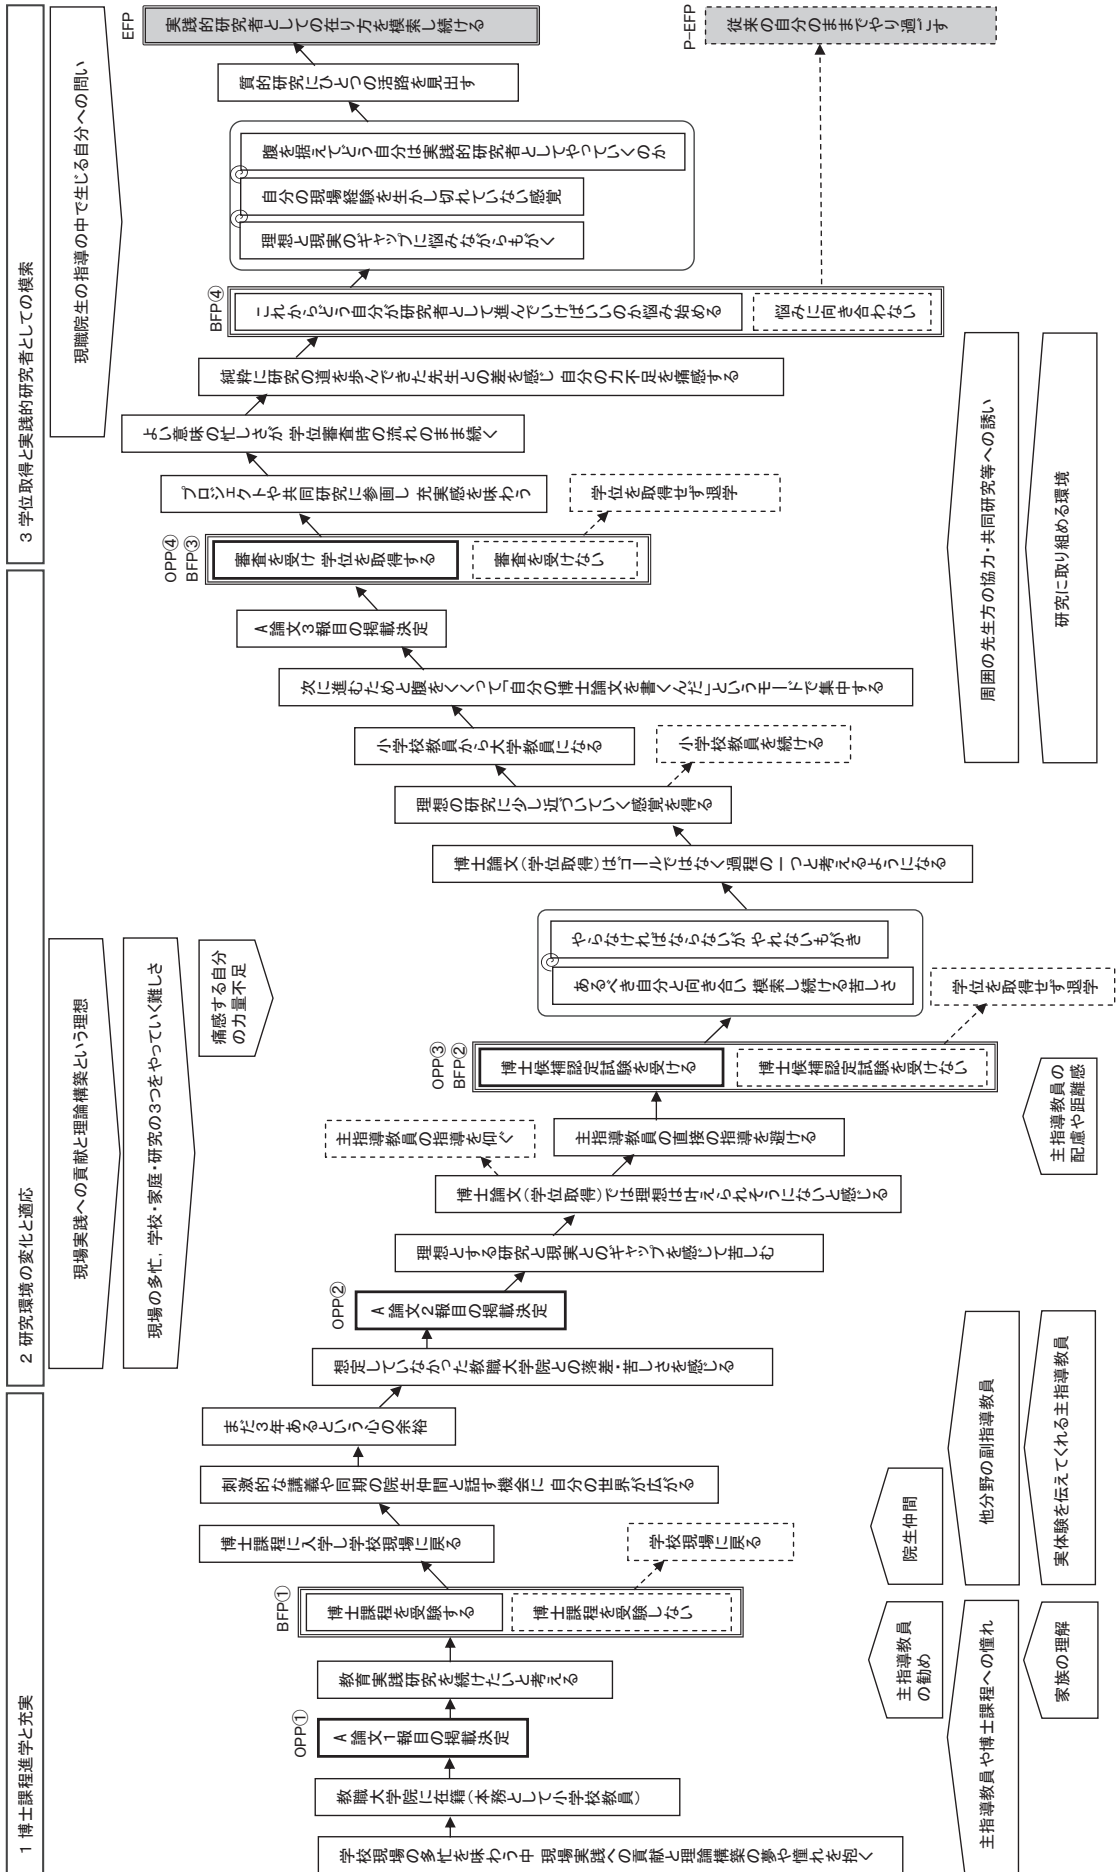 1 博士課程進学と充実
2 研究環境の変化と適応
3 学位取得と実践的研究者としての模索
現場実践への貢献と理論構築という理想
現場の多忙，学校・家庭・研究の3つをやっていく難しさ
痛感する自分
の力量不足
現職院生の指導の中で生じる自分への問い
学校現場の多忙を味わう中 現場実践への貢献と理論構築の夢や憧れを抱く
教職大学院に在籍（本務として小学校教員）
OPP①
A 論文1報目の掲載決定
教育実践研究を続けたいと考える
BFP①
博士課程を受験する
博士課程を受験しない
学校現場に戻る
博士課程に入学し学校現場に戻る
刺激的な講義や同期の院生仲間と話す機会に 自分の世界が広がる
まだ3年あるという心の余裕
想定していなかった教職大学院との落差・苦しさを感じる
OPP②
A 論文2報目の掲載決定
理想とする研究と現実とのギャップを感じて苦しむ
博士論文（学位取得）では理想は叶えられそうにないと感じる
主指導教員の指導を仰ぐ
主指導教員の直接の指導を避ける
OPP③
BFP②
博士候補認定試験を受ける
博士候補認定試験を受けない
学位を取得せず退学
あるべき自分と向き合い 模索し続ける苦しさ
やらなければならないが やれないもがき
博士論文（学位取得）はゴールではなく過程の一つと考えるようになる
理想の研究に少し近づいていく感覚を得る
小学校教員を続ける
小学校教員から大学教員になる
次に進むためと腹をくくって「自分の博士論文を書くんだ」というモードで集中する
A 論文3報目の掲載決定
OPP④
BFP③
審査を受け 学位を取得する
審査を受けない
学位を取得せず退学
プロジェクトや共同研究に参画し 充実感を味わう
よい意味の忙しさが 学位審査時の流れのまま続く
純粋に研究の道を歩んできた先生との差を感じ 自分の力不足を痛感する
BFP④
これからどう自分が研究者として進んでいけばいいのか悩み始める
悩みに向き合わない
理想と現実のギャップに悩みながらもがく
自分の現場経験を生かし切れていない感覚
腹を据えてどう自分は実践的研究者としてやっていくのか
質的研究にひとつの活路を見出す
EFP
実践的研究者としての在り方を模索し続ける
P-EFP
従来の自分のままでやり過ごす
主指導教員
の勧め
主指導教員や博士課程への憧れ
家族の理解
院生仲間
他分野の副指導教員
実体験を伝えてくれる主指導教員
主指導教員の
配慮や距離感
周囲の先生方の協力・共同研究等への誘い
研究に取り組める環境